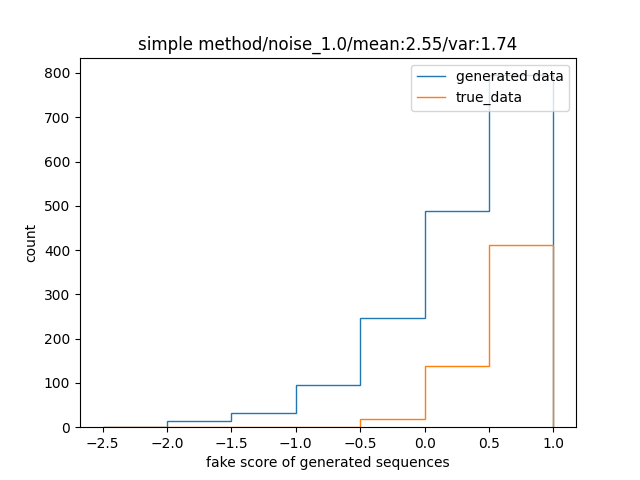 simple method/noise_1.0/mean:2.55/var:1.74
generated data
true_data
count
800
700
600
500
400
300
200
100
0
−2.5 −2.0 −1.5 −1.0 −0.5 0.0 0.5 1.0
fake score of generated sequences